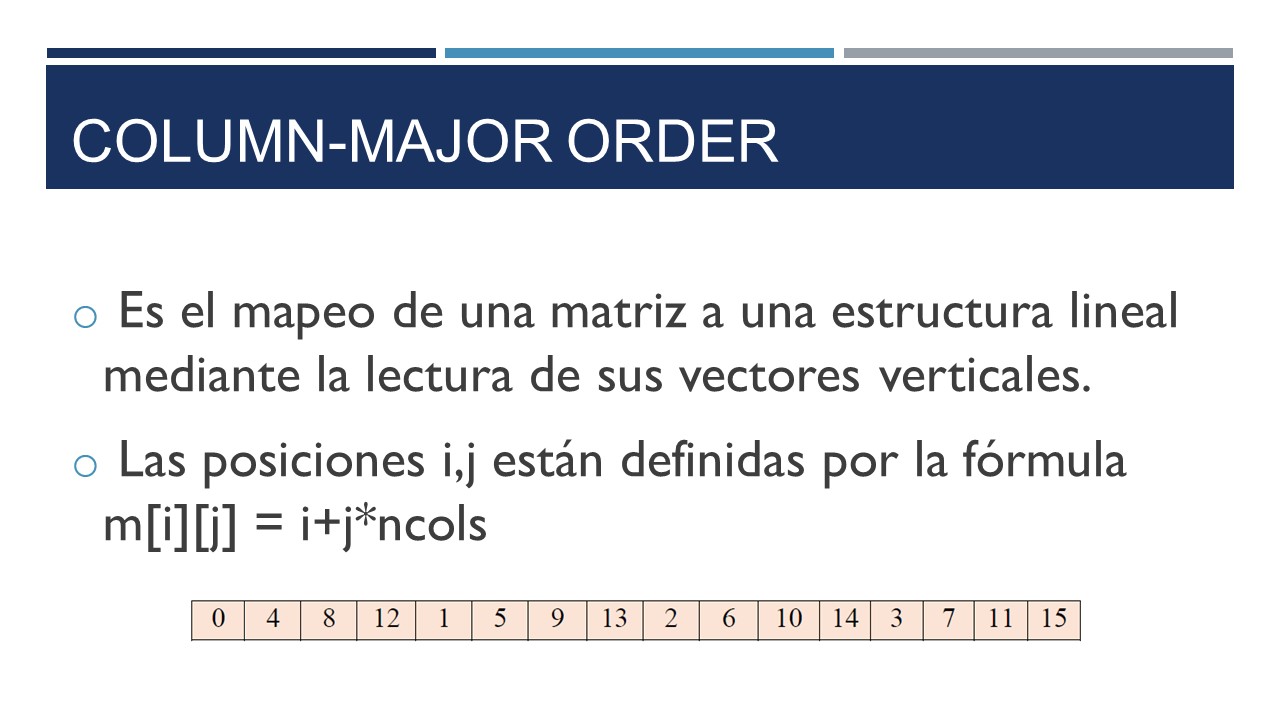 COLUMN-MAJOR ORDER
o Es el mapeo de una matriz a una estructura lineal
mediante la lectura de sus vectores verticales.
o Las posiciones i,j están definidas por la fórmula
m[i][j] = i+j*ncols
0 4 8 12 1 5 9 13 2 6 10 14 3 7 11 15